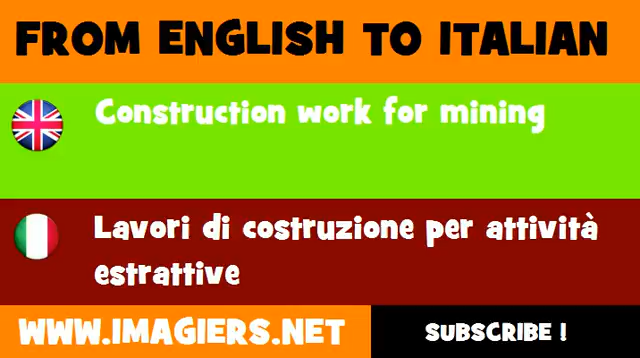 FROM ENGLISH TO ITALIAN
Construction work for mining
Lavori di costruzione per attività
estrattive
WWW.IMAGIERS.NET
SUBSCRIBE !